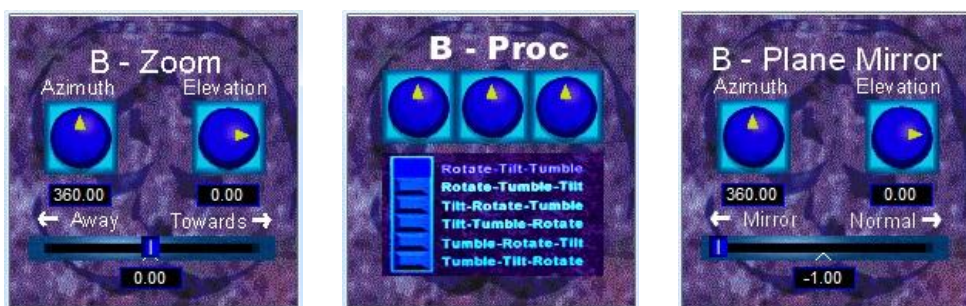 B - Zoom
Azimuth Elevation
360.00 0.00
← Away Towards →
0.00
B - Proc
Rotate-Tilt-Tumble
Rotate-Tumble-Tilt
Tilt-Rotate-Tumble
Tilt-Tumble-Rotate
Tumble-Rotate-Tilt
Tumble-Tilt-Rotate
B - Plane Mirror
Azimuth Elevation
360.00 0.00
← Mirror Normal →
-1.00